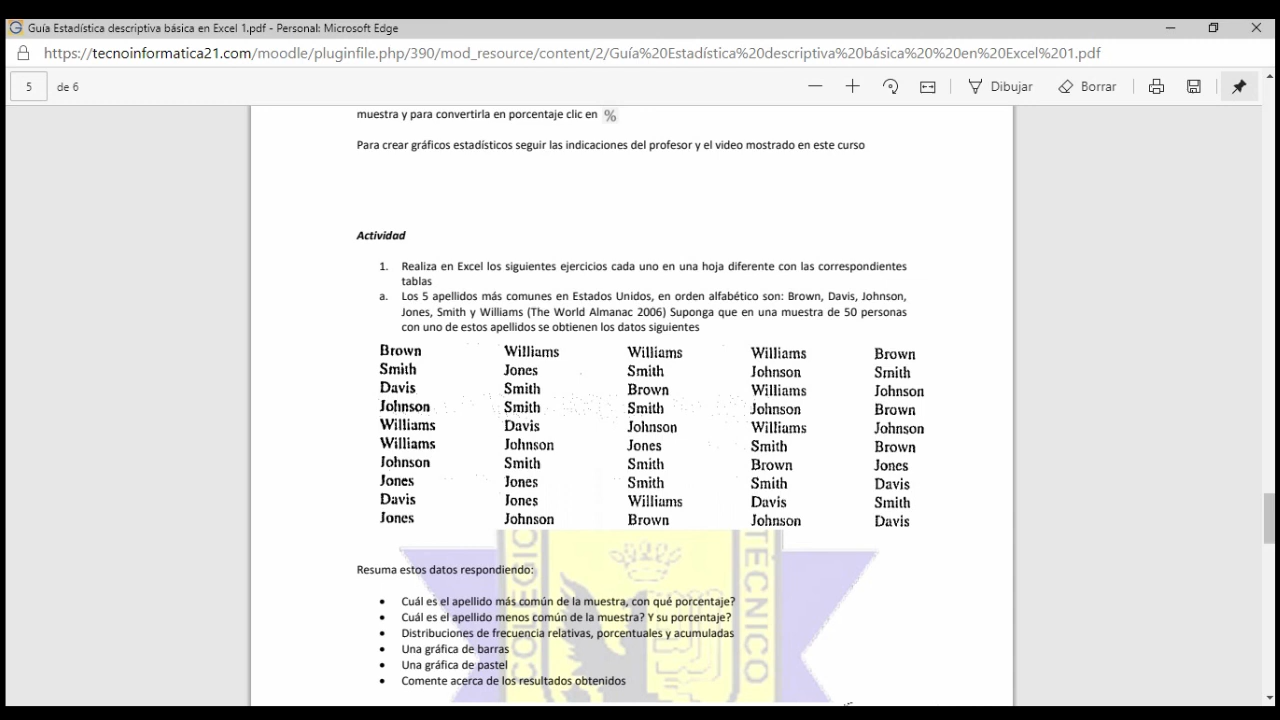 Guía Estadística descriptiva básica en Excel 1.pdf - Personal: Microsoft Edge
https://tecnoinformatica21.com/moodle/pluginfile.php/390/mod_resource/content/2/Guía%20Estadística%20descriptiva%20básica%20%20en%20Excel%201.pdf
5 de 6 Dibujar Borrar
muestra y para convertirla en porcentaje clic en %
Para crear gráficos estadísticos seguir las indicaciones del profesor y el video mostrado en este curso
Actividad
1. Realiza en Excel los siguientes ejercicios cada uno en una hoja diferente con las correspondientes
tablas
a. Los 5 apellidos más comunes en Estados Unidos, en orden alfabético son: Brown, Davis, Johnson,
Jones, Smith y Williams (The World Almanac 2006) Suponga que en una muestra de 50 personas
con uno de estos apellidos se obtienen los datos siguientes
Brown Williams Williams Williams Brown
Smith Jones Smith Johnson Smith
Davis Smith Brown Williams Johnson
Johnson Smith Smith Johnson Brown
Williams Davis Johnson Williams Johnson
Williams Johnson Jones Smith Brown
Johnson Smith Smith Brown Jones
Jones Jones Smith Smith Davis
Davis Jones Williams Davis Smith
Jones Johnson Brown Johnson Davis
Resuma estos datos respondiendo:
• Cuál es el apellido más común de la muestra, con qué porcentaje?
• Cuál es el apellido menos común de la muestra? Y su porcentaje?
• Distribuciones de frecuencia relativas, porcentuales y acumuladas
• Una gráfica de barras
• Una gráfica de pastel
• Comente acerca de los resultados obtenidos
COLEGIO
TECNICO